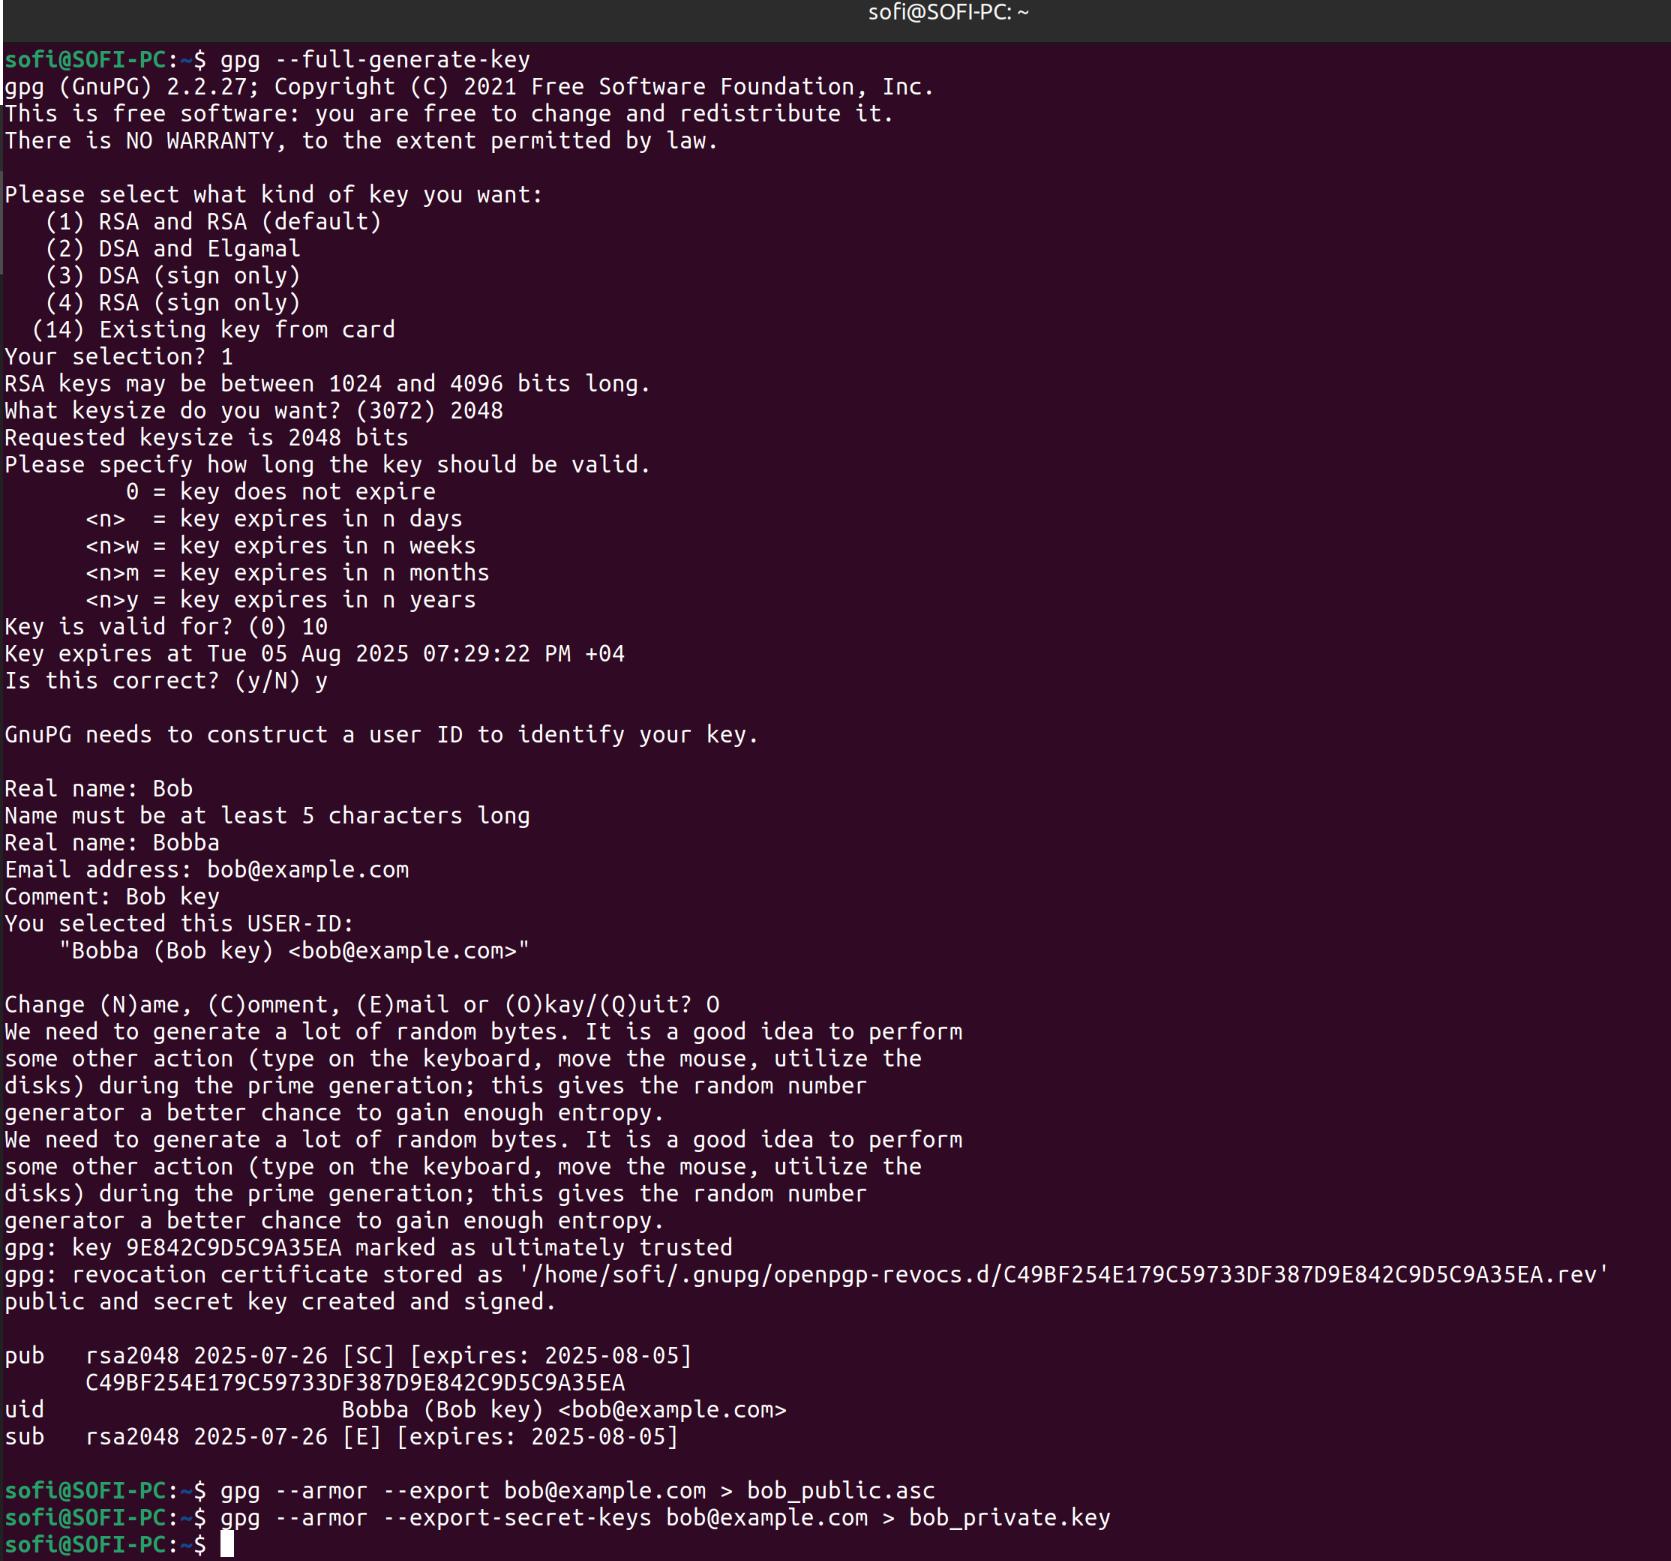 sofi@SOFI-PC: ~
sofi@SOFI-PC:~$ gpg --full-generate-key
gpg (GnuPG) 2.2.27; Copyright (C) 2021 Free Software Foundation, Inc.
This is free software: you are free to change and redistribute it.
There is NO WARRANTY, to the extent permitted by law.

Please select what kind of key you want:
   (1) RSA and RSA (default)
   (2) DSA and Elgamal
   (3) DSA (sign only)
   (4) RSA (sign only)
  (14) Existing key from card
Your selection? 1
RSA keys may be between 1024 and 4096 bits long.
What keysize do you want? (3072) 2048
Requested keysize is 2048 bits
Please specify how long the key should be valid.
         0 = key does not expire
      <n>  = key expires in n days
      <n>w = key expires in n weeks
      <n>m = key expires in n months
      <n>y = key expires in n years
Key is valid for? (0) 10
Key expires at Tue 05 Aug 2025 07:29:22 PM +04
Is this correct? (y/N) y

GnuPG needs to construct a user ID to identify your key.

Real name: Bob
Name must be at least 5 characters long
Real name: Bobba
Email address: bob@example.com
Comment: Bob key
You selected this USER-ID:
    "Bobba (Bob key) <bob@example.com>"

Change (N)ame, (C)omment, (E)mail or (O)kay/(Q)uit? O
We need to generate a lot of random bytes. It is a good idea to perform
some other action (type on the keyboard, move the mouse, utilize the
disks) during the prime generation; this gives the random number
generator a better chance to gain enough entropy.
We need to generate a lot of random bytes. It is a good idea to perform
some other action (type on the keyboard, move the mouse, utilize the
disks) during the prime generation; this gives the random number
generator a better chance to gain enough entropy.
gpg: key 9E842C9D5C9A35EA marked as ultimately trusted
gpg: revocation certificate stored as '/home/sofi/.gnupg/openpgp-revocs.d/C49BF254E179C59733DF387D9E842C9D5C9A35EA.rev'
public and secret key created and signed.

pub   rsa2048 2025-07-26 [SC] [expires: 2025-08-05]
      C49BF254E179C59733DF387D9E842C9D5C9A35EA
uid                      Bobba (Bob key) <bob@example.com>
sub   rsa2048 2025-07-26 [E] [expires: 2025-08-05]

sofi@SOFI-PC:~$ gpg --armor --export bob@example.com > bob_public.asc
sofi@SOFI-PC:~$ gpg --armor --export-secret-keys bob@example.com > bob_private.key
sofi@SOFI-PC:~$